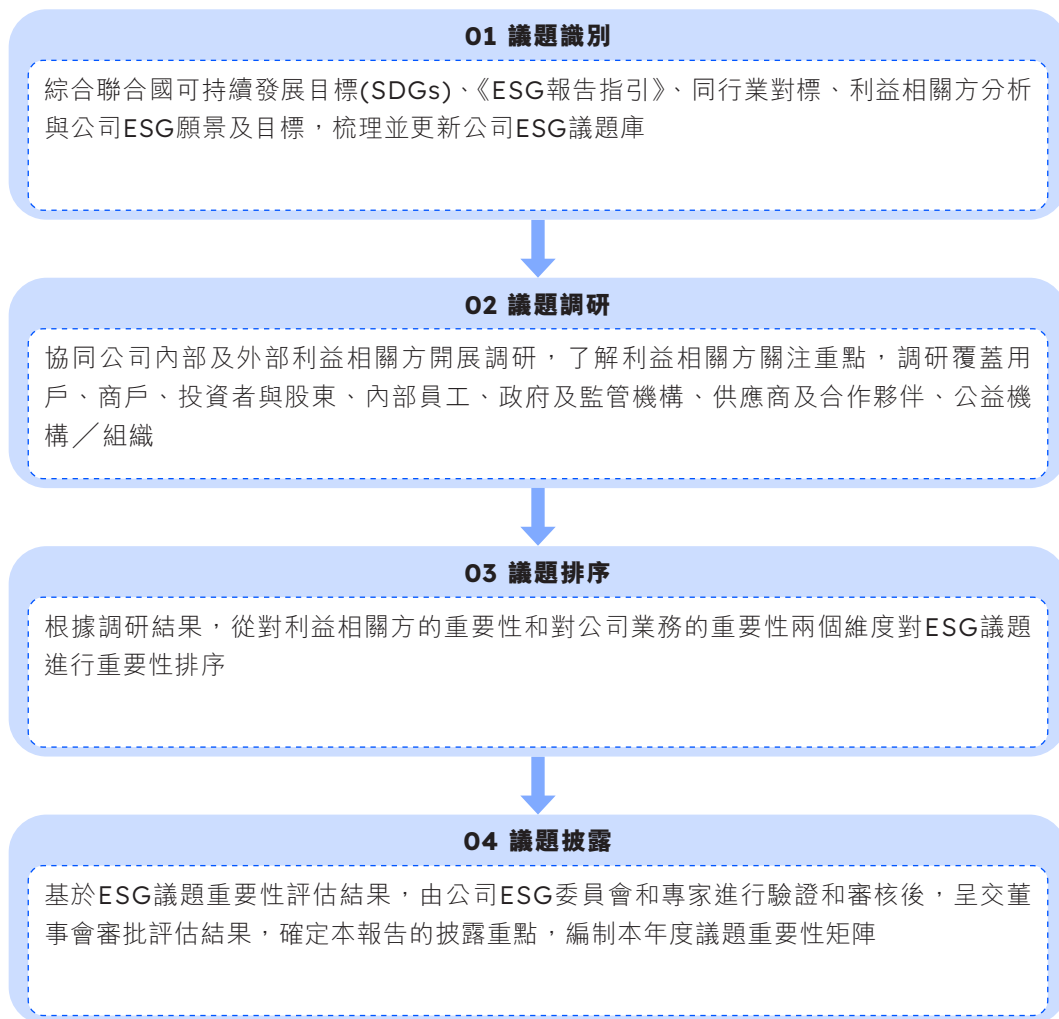 01 議題識別
綜合聯合國可持續發展目標(SDGs)、《ESG報告指引》、同行業對標、利益相關方分析
與公司ESG願景及目標，梳理並更新公司ESG議題庫
02 議題調研
協同公司內部及外部利益相關方開展調研，了解利益相關方關注重點，調研覆蓋用
戶、商戶、投資者與股東、內部員工、政府及監管機構、供應商及合作夥伴、公益機
構／組織
03 議題排序
根據調研結果，從對利益相關方的重要性和對公司業務的重要性兩個維度對ESG議題
進行重要性排序
04 議題披露
基於ESG議題重要性評估結果，由公司ESG委員會和專家進行驗證和審核後，呈交董
事會審批評估結果，確定本報告的披露重點，編制本年度議題重要性矩陣